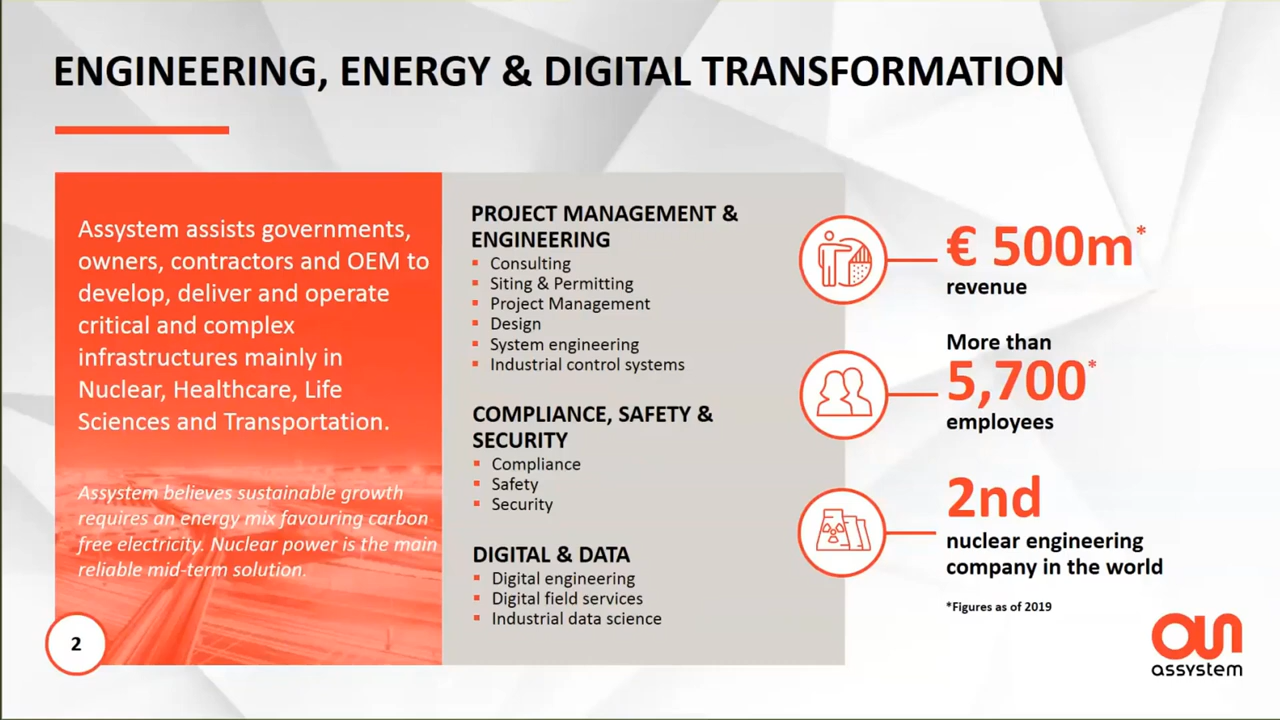 ENGINEERING, ENERGY & DIGITAL TRANSFORMATION
Assystem assists governments,
owners, contractors and OEM to
develop, deliver and operate
critical and complex
infrastructures mainly in
Nuclear, Healthcare, Life
Sciences and Transportation.
Assystem believes sustainable growth
requires an energy mix favouring carbon
free electricity. Nuclear power is the main
reliable mid-term solution.
2
PROJECT MANAGEMENT &
ENGINEERING
▪ Consulting
▪ Siting & Permitting
▪ Project Management
▪ Design
▪ System engineering
▪ Industrial control systems
COMPLIANCE, SAFETY &
SECURITY
▪ Compliance
▪ Safety
▪ Security
DIGITAL & DATA
▪ Digital engineering
▪ Digital field services
▪ Industrial data science
€ 500m*
revenue
More than
5,700*
employees
2nd
nuclear engineering
company in the world
*Figures as of 2019
assystem